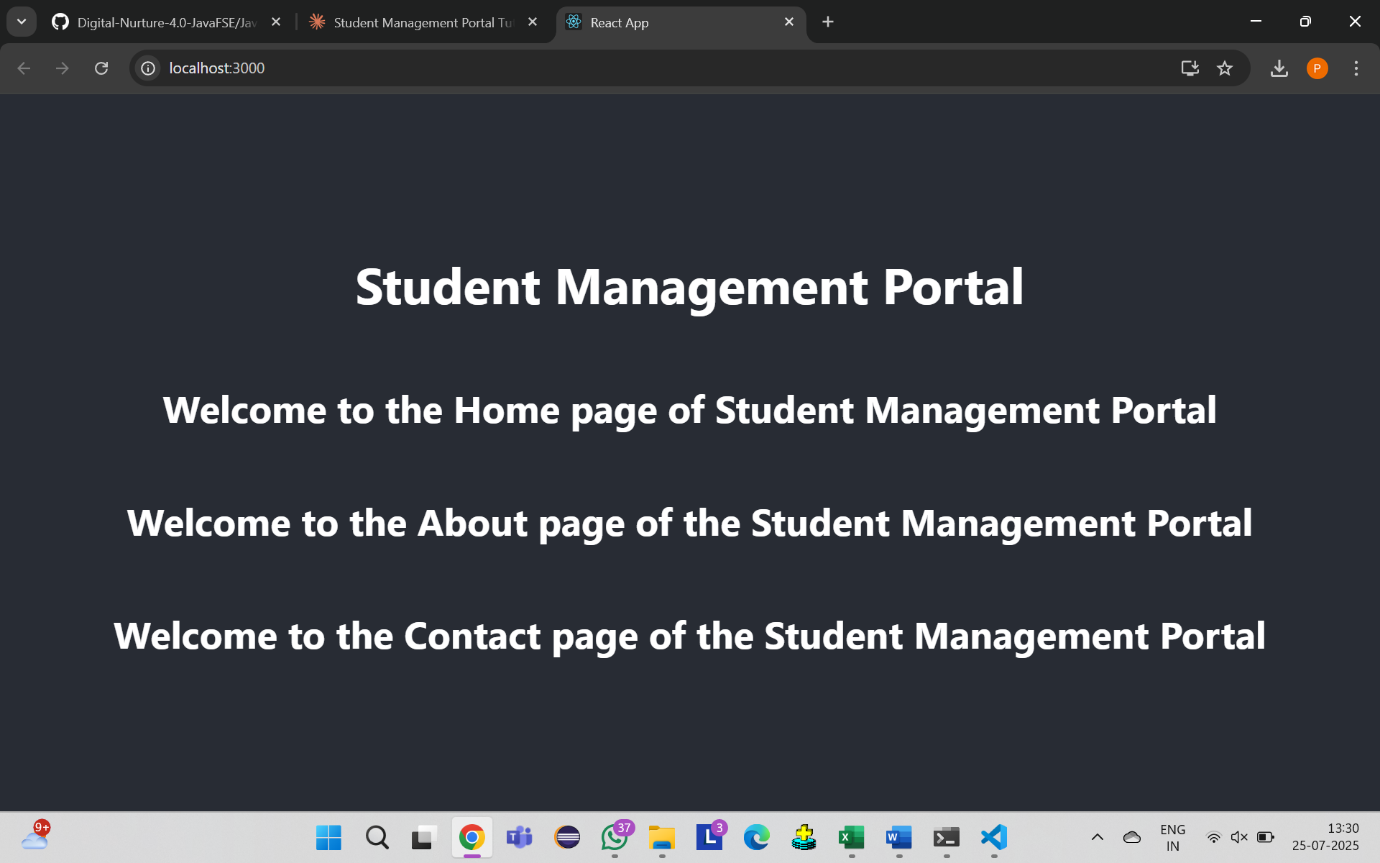 Digital-Nurture-4.0-JavaFSE/Jav
Student Management Portal Tu
React App
localhost:3000
P
Student Management Portal
Welcome to the Home page of Student Management Portal
Welcome to the About page of the Student Management Portal
Welcome to the Contact page of the Student Management Portal
9+
T
37
L
3
X
W
ENG
IN
13:30
25-07-2025